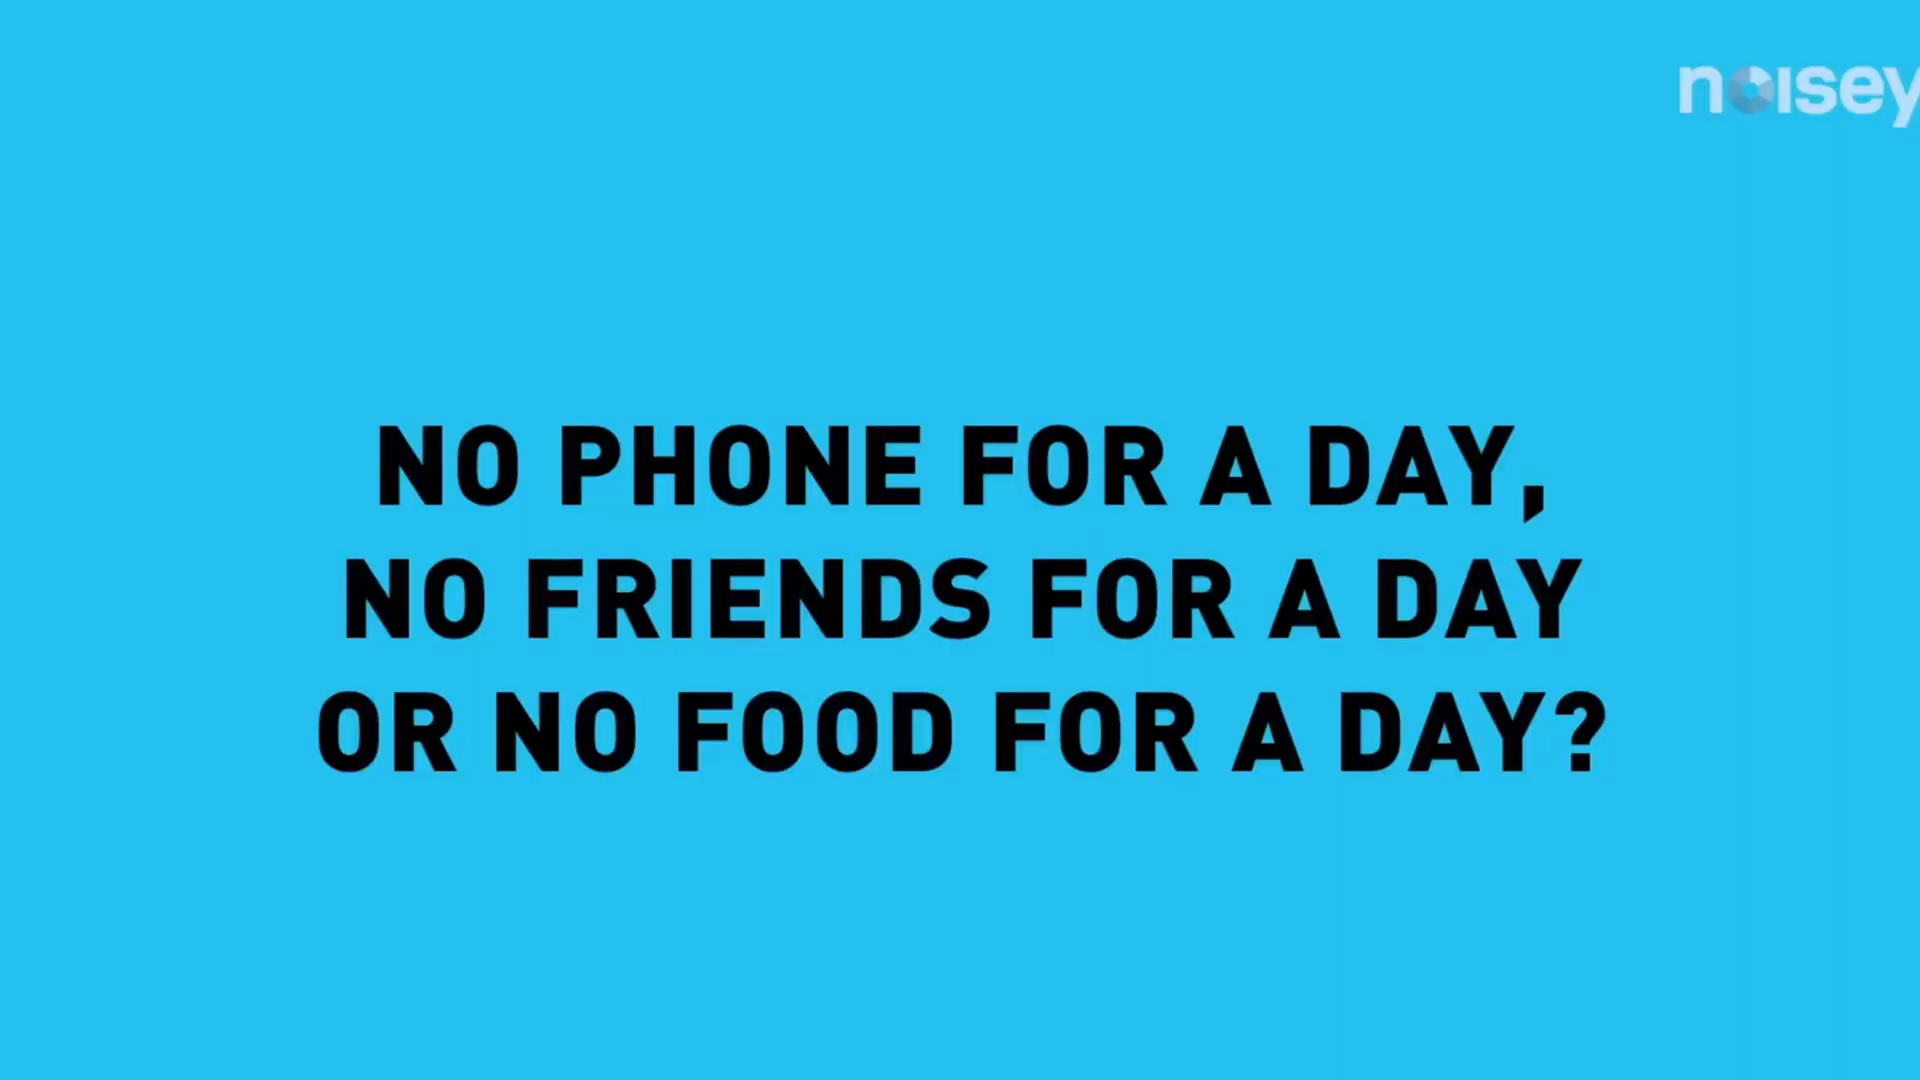 noisey
NO PHONE FOR A DAY,
NO FRIENDS FOR A DAY
OR NO FOOD FOR A DAY?